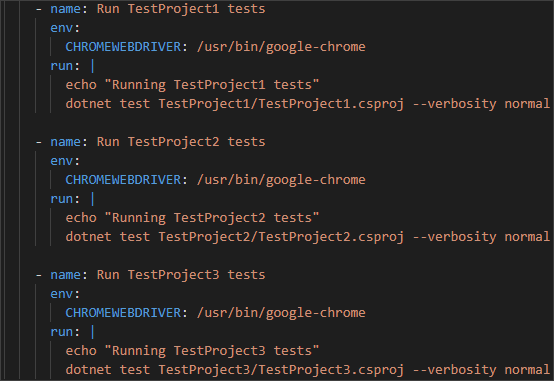 - name: Run TestProject1 tests
env:
CHROMEWEBDRIVER: /usr/bin/google-chrome
run: |
echo "Running TestProject1 tests"
dotnet test TestProject1/TestProject1.csproj --verbosity normal
- name: Run TestProject2 tests
env:
CHROMEWEBDRIVER: /usr/bin/google-chrome
run: |
echo "Running TestProject2 tests"
dotnet test TestProject2/TestProject2.csproj --verbosity normal
- name: Run TestProject3 tests
env:
CHROMEWEBDRIVER: /usr/bin/google-chrome
run: |
echo "Running TestProject3 tests"
dotnet test TestProject3/TestProject3.csproj --verbosity normal